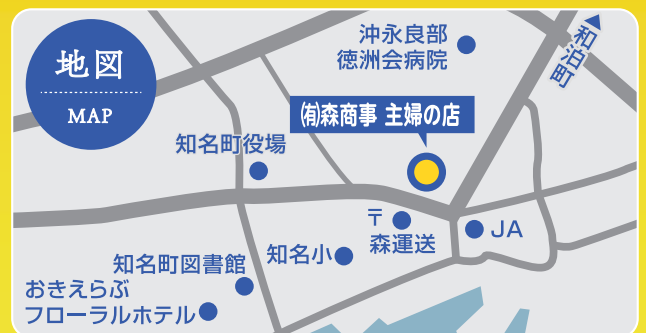 地図
MAP
沖永良部
徳洲会病院
和泊町
㈲森商事 主婦の店
知名町役場
〒
森運送
JA
知名小
知名町図書館
おきえらぶ
フローラルホテル